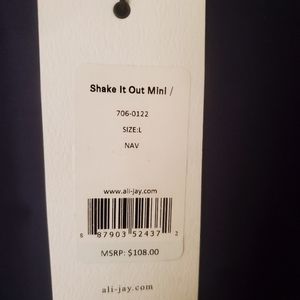 Shake It Out Mini /
706-0122
SIZE:L
NAV
www.ali-jay.com
6 87903 52437 2
MSRP: $108.00
ali-jay.com